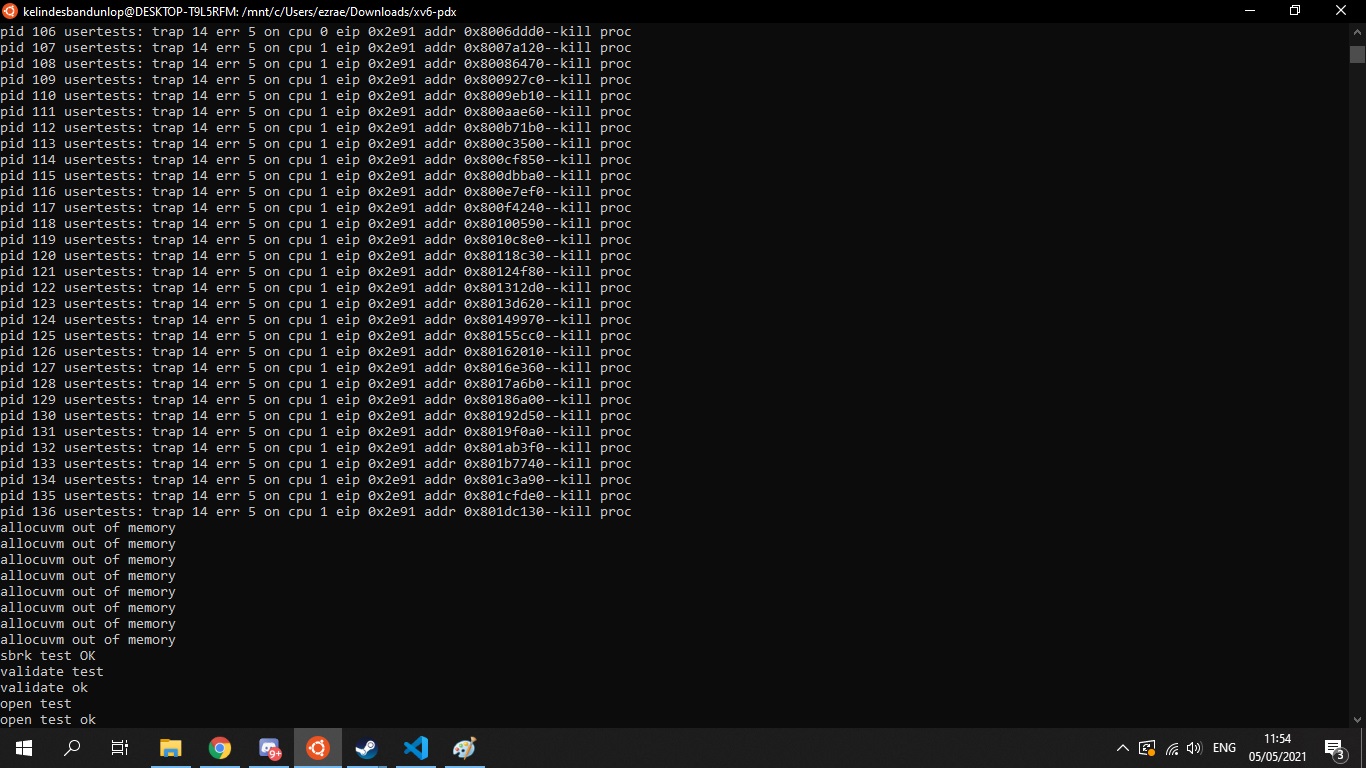 kelindesbandunlop@DESKTOP-T9L5RFM: /mnt/c/Users/ezrae/Downloads/xv6-pdx
pid 106 usertests: trap 14 err 5 on cpu 0 eip 0x2e91 addr 0x8006ddd0--kill proc
pid 107 usertests: trap 14 err 5 on cpu 1 eip 0x2e91 addr 0x8007a120--kill proc
pid 108 usertests: trap 14 err 5 on cpu 1 eip 0x2e91 addr 0x80086470--kill proc
pid 109 usertests: trap 14 err 5 on cpu 1 eip 0x2e91 addr 0x800927c0--kill proc
pid 110 usertests: trap 14 err 5 on cpu 1 eip 0x2e91 addr 0x8009eb10--kill proc
pid 111 usertests: trap 14 err 5 on cpu 1 eip 0x2e91 addr 0x800aae60--kill proc
pid 112 usertests: trap 14 err 5 on cpu 1 eip 0x2e91 addr 0x800b71b0--kill proc
pid 113 usertests: trap 14 err 5 on cpu 1 eip 0x2e91 addr 0x800c3500--kill proc
pid 114 usertests: trap 14 err 5 on cpu 1 eip 0x2e91 addr 0x800cf850--kill proc
pid 115 usertests: trap 14 err 5 on cpu 1 eip 0x2e91 addr 0x800dbba0--kill proc
pid 116 usertests: trap 14 err 5 on cpu 1 eip 0x2e91 addr 0x800e7ef0--kill proc
pid 117 usertests: trap 14 err 5 on cpu 1 eip 0x2e91 addr 0x800f4240--kill proc
pid 118 usertests: trap 14 err 5 on cpu 1 eip 0x2e91 addr 0x80100590--kill proc
pid 119 usertests: trap 14 err 5 on cpu 1 eip 0x2e91 addr 0x8010c8e0--kill proc
pid 120 usertests: trap 14 err 5 on cpu 1 eip 0x2e91 addr 0x80118c30--kill proc
pid 121 usertests: trap 14 err 5 on cpu 1 eip 0x2e91 addr 0x80124f80--kill proc
pid 122 usertests: trap 14 err 5 on cpu 1 eip 0x2e91 addr 0x801312d0--kill proc
pid 123 usertests: trap 14 err 5 on cpu 1 eip 0x2e91 addr 0x8013d620--kill proc
pid 124 usertests: trap 14 err 5 on cpu 1 eip 0x2e91 addr 0x80149970--kill proc
pid 125 usertests: trap 14 err 5 on cpu 1 eip 0x2e91 addr 0x80155cc0--kill proc
pid 126 usertests: trap 14 err 5 on cpu 1 eip 0x2e91 addr 0x80162010--kill proc
pid 127 usertests: trap 14 err 5 on cpu 1 eip 0x2e91 addr 0x8016e360--kill proc
pid 128 usertests: trap 14 err 5 on cpu 1 eip 0x2e91 addr 0x8017a6b0--kill proc
pid 129 usertests: trap 14 err 5 on cpu 1 eip 0x2e91 addr 0x80186a00--kill proc
pid 130 usertests: trap 14 err 5 on cpu 1 eip 0x2e91 addr 0x80192d50--kill proc
pid 131 usertests: trap 14 err 5 on cpu 1 eip 0x2e91 addr 0x8019f0a0--kill proc
pid 132 usertests: trap 14 err 5 on cpu 1 eip 0x2e91 addr 0x801ab3f0--kill proc
pid 133 usertests: trap 14 err 5 on cpu 1 eip 0x2e91 addr 0x801b7740--kill proc
pid 134 usertests: trap 14 err 5 on cpu 1 eip 0x2e91 addr 0x801c3a90--kill proc
pid 135 usertests: trap 14 err 5 on cpu 1 eip 0x2e91 addr 0x801cfde0--kill proc
pid 136 usertests: trap 14 err 5 on cpu 1 eip 0x2e91 addr 0x801dc130--kill proc
allocuvm out of memory
allocuvm out of memory
allocuvm out of memory
allocuvm out of memory
allocuvm out of memory
allocuvm out of memory
allocuvm out of memory
allocuvm out of memory
sbrk test OK
validate test
validate ok
open test
open test ok
9+
ENG
11:54
05/05/2021
3